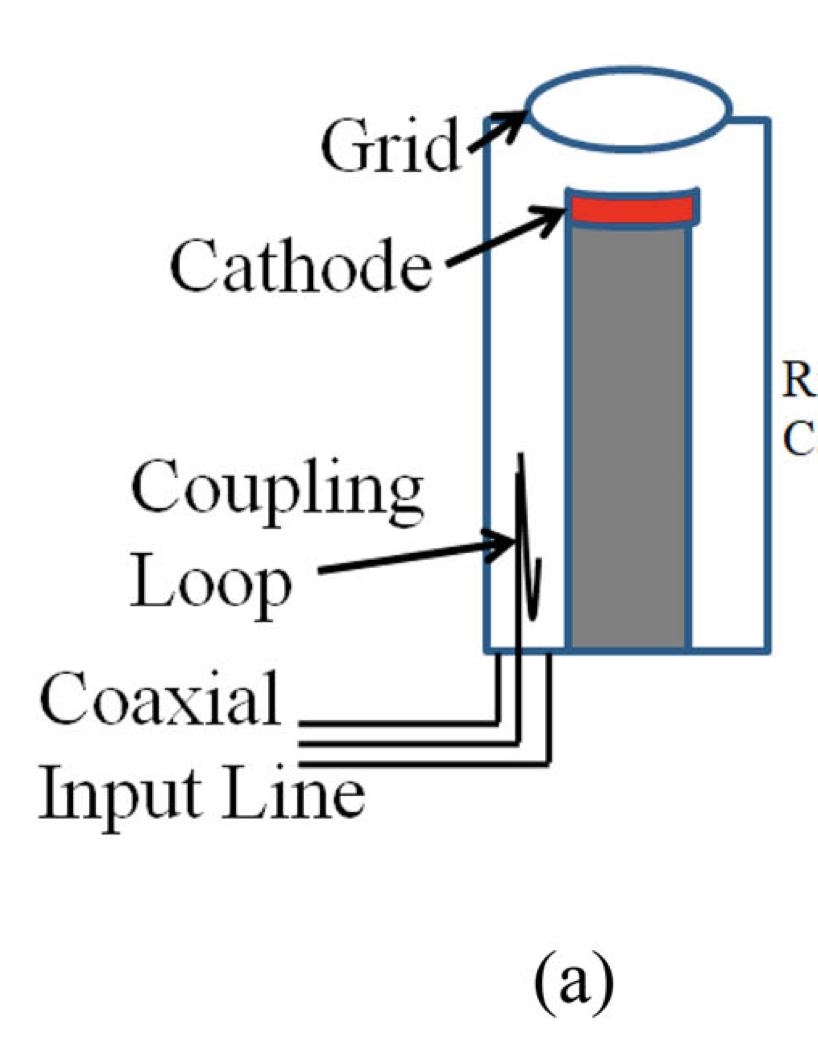 Grid
Cathode
R
C
Coupling
Loop
Coaxial
Input Line
(a)